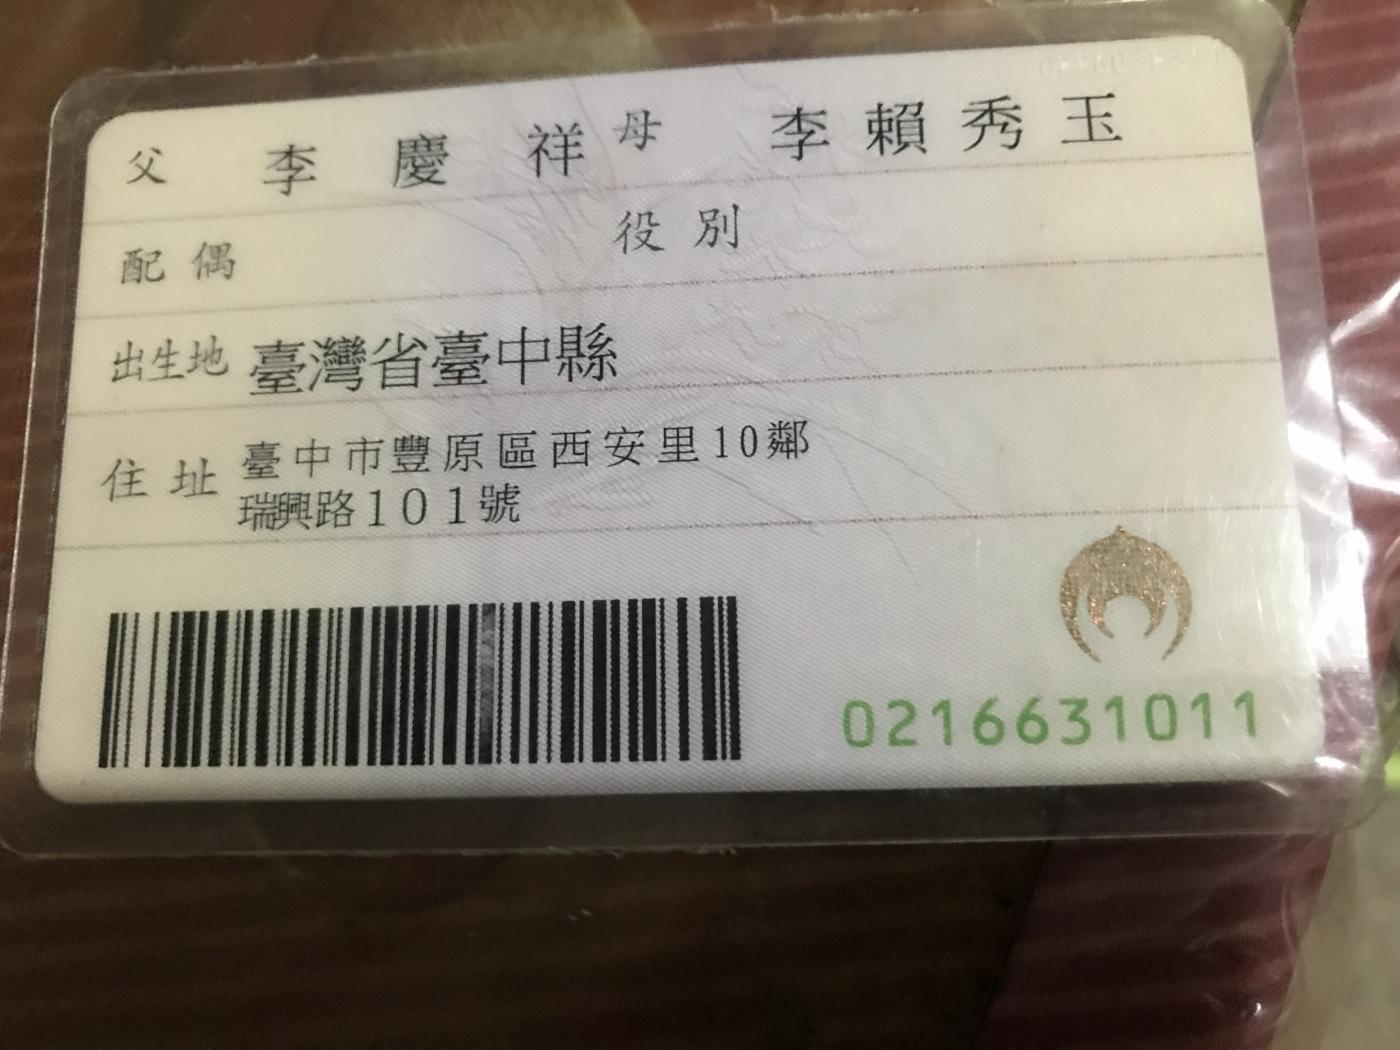 父 李慶祥 母 李賴秀玉
配偶 役別
出生地 臺灣省臺中縣
住址 臺中市豐原區西安里10鄰
瑞興路101號
0216631011